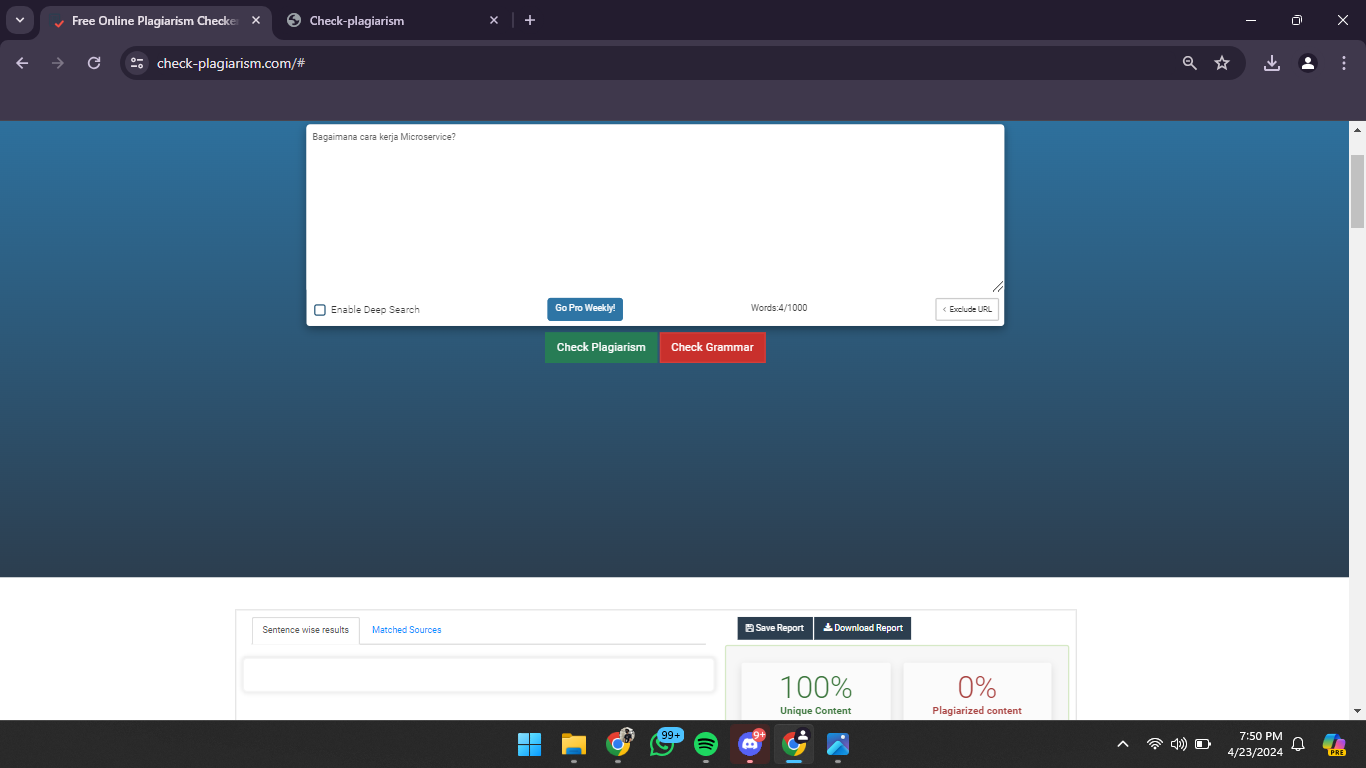 Free Online Plagiarism Checke
Check-plagiarism
check-plagiarism.com/#
Bagaimana cara kerja Microservice?
Enable Deep Search
Go Pro Weekly!
Words:4/1000
< Exclude URL
Check Plagiarism
Check Grammar
Sentence wise results
Matched Sources
Save Report
Download Report
100%
Unique Content
0%
Plagiarized content
99+
9+
7:50 PM
4/23/2024
PRE